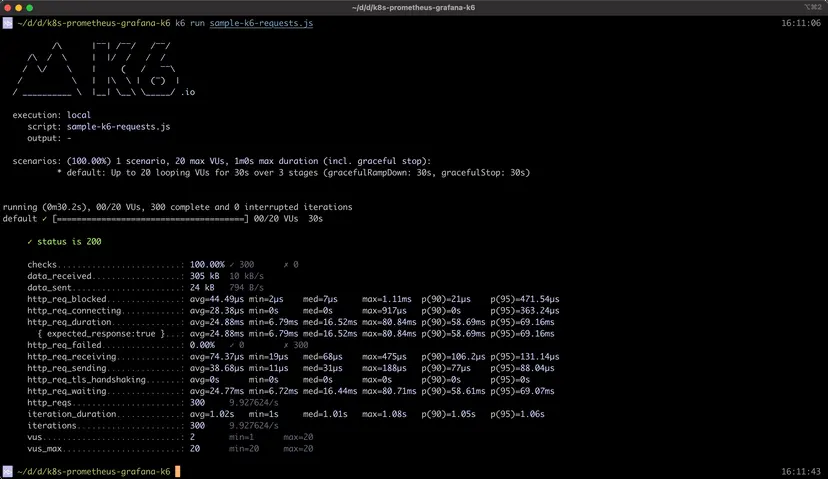 ~/d/d/k8s-prometheus-grafana-k6
⌥⌘2
~/d/d/k8s-prometheus-grafana-k6 k6 run sample-k6-requests.js 16:11:06
/\ |‾‾| /‾‾/ /‾‾/
/\ / \ | |/ / / /
/ \/ \ | ( / ‾‾\
/ \ | |\ \ | (‾) |
/ __________ \ |__| \__\ \_____/ .io
execution: local
script: sample-k6-requests.js
output: -
scenarios: (100.00%) 1 scenario, 20 max VUs, 1m0s max duration (incl. graceful stop):
* default: Up to 20 looping VUs for 30s over 3 stages (gracefulRampDown: 30s, gracefulStop: 30s)
running (0m30.2s), 00/20 VUs, 300 complete and 0 interrupted iterations
default ✓ [======================================] 00/20 VUs 30s
✓ status is 200
checks.........................: 100.00% ✓ 300 ✗ 0
data_received..................: 305 kB 10 kB/s
data_sent......................: 24 kB 794 B/s
http_req_blocked...............: avg=44.49µs min=2µs med=7µs max=1.11ms p(90)=21µs p(95)=471.54µs
http_req_connecting............: avg=28.38µs min=0s med=0s max=917µs p(90)=0s p(95)=363.24µs
http_req_duration..............: avg=24.88ms min=6.79ms med=16.52ms max=80.84ms p(90)=58.69ms p(95)=69.16ms
{ expected_response:true }...: avg=24.88ms min=6.79ms med=16.52ms max=80.84ms p(90)=58.69ms p(95)=69.16ms
http_req_failed................: 0.00% ✓ 0 ✗ 300
http_req_receiving.............: avg=74.37µs min=19µs med=68µs max=475µs p(90)=106.2µs p(95)=131.14µs
http_req_sending...............: avg=38.68µs min=11µs med=31µs max=188µs p(90)=77µs p(95)=88.04µs
http_req_tls_handshaking.......: avg=0s min=0s med=0s max=0s p(90)=0s p(95)=0s
http_req_waiting...............: avg=24.77ms min=6.72ms med=16.44ms max=80.71ms p(90)=58.61ms p(95)=69.07ms
http_reqs......................: 300 9.927624/s
iteration_duration.............: avg=1.02s min=1s med=1.01s max=1.08s p(90)=1.05s p(95)=1.06s
iterations.....................: 300 9.927624/s
vus............................: 2 min=1 max=20
vus_max........................: 20 min=20 max=20
~/d/d/k8s-prometheus-grafana-k6 16:11:43